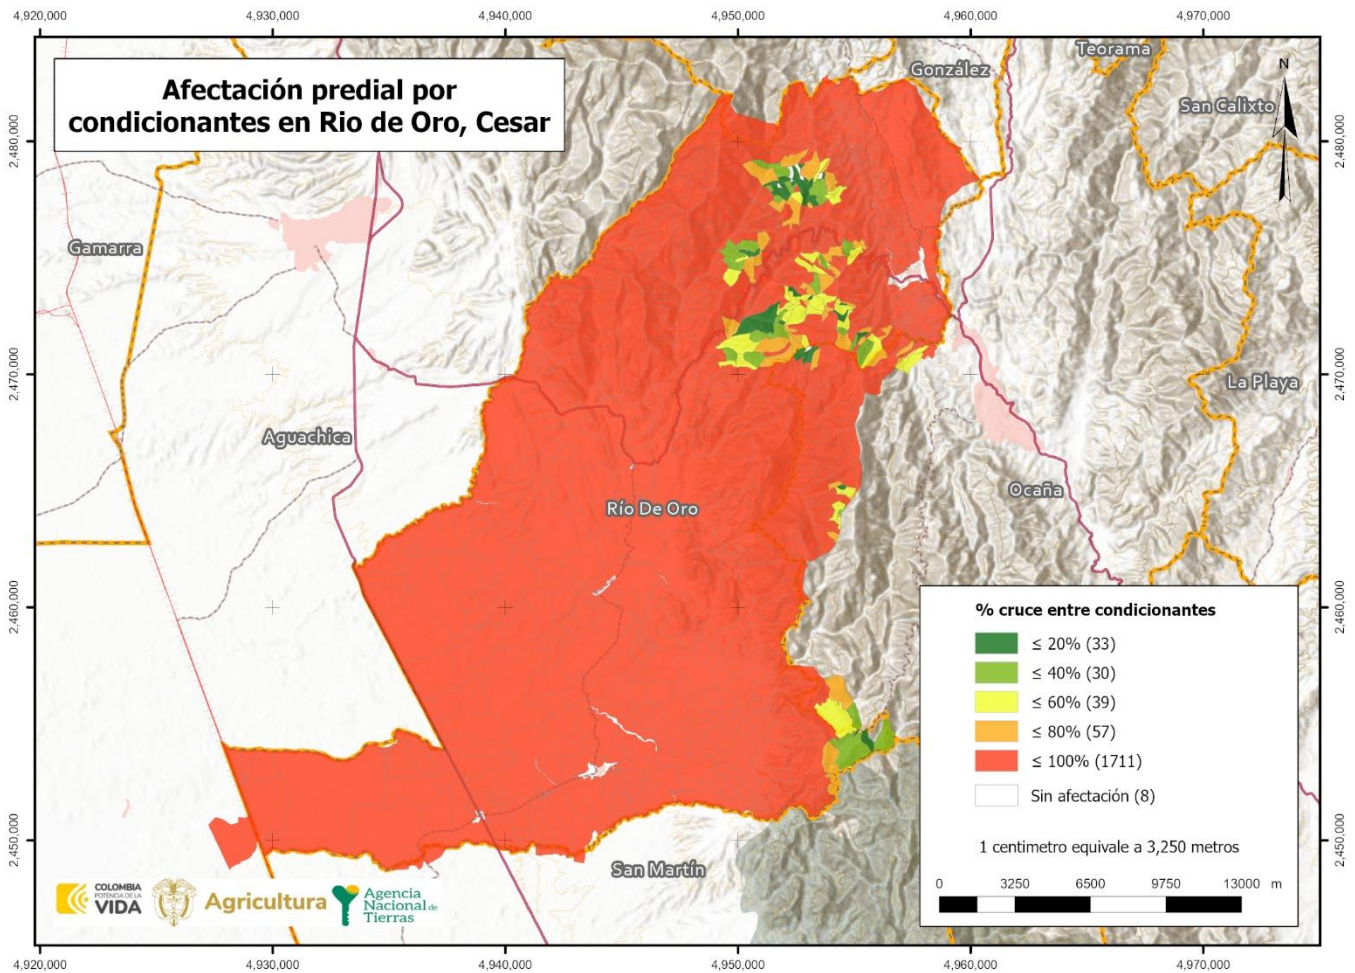 4,920,000
4,930,000
4,940,000
4,950,000
4,960,000
4,970,000
Afectación predial por
condicionantes en Rio de Oro, Cesar
Teorama
González
San Calixto
N
2,480,000
2,480,000
Gamarra
2,470,000
2,470,000
La Playa
Aguachica
Ocaña
Río De Oro
2,460,000
2,460,000
% cruce entre condicionantes
≤ 20% (33)
≤ 40% (30)
≤ 60% (39)
≤ 80% (57)
≤ 100% (1711)
Sin afectación (8)
1 centimetro equivale a 3,250 metros
0 3250 6500 9750 13000 m
2,450,000
2,450,000
San Martín
COLOMBIA
POTENCIA DE LA
VIDA
Agricultura
Agencia
Nacional de
Tierras
4,920,000
4,930,000
4,940,000
4,950,000
4,960,000
4,970,000